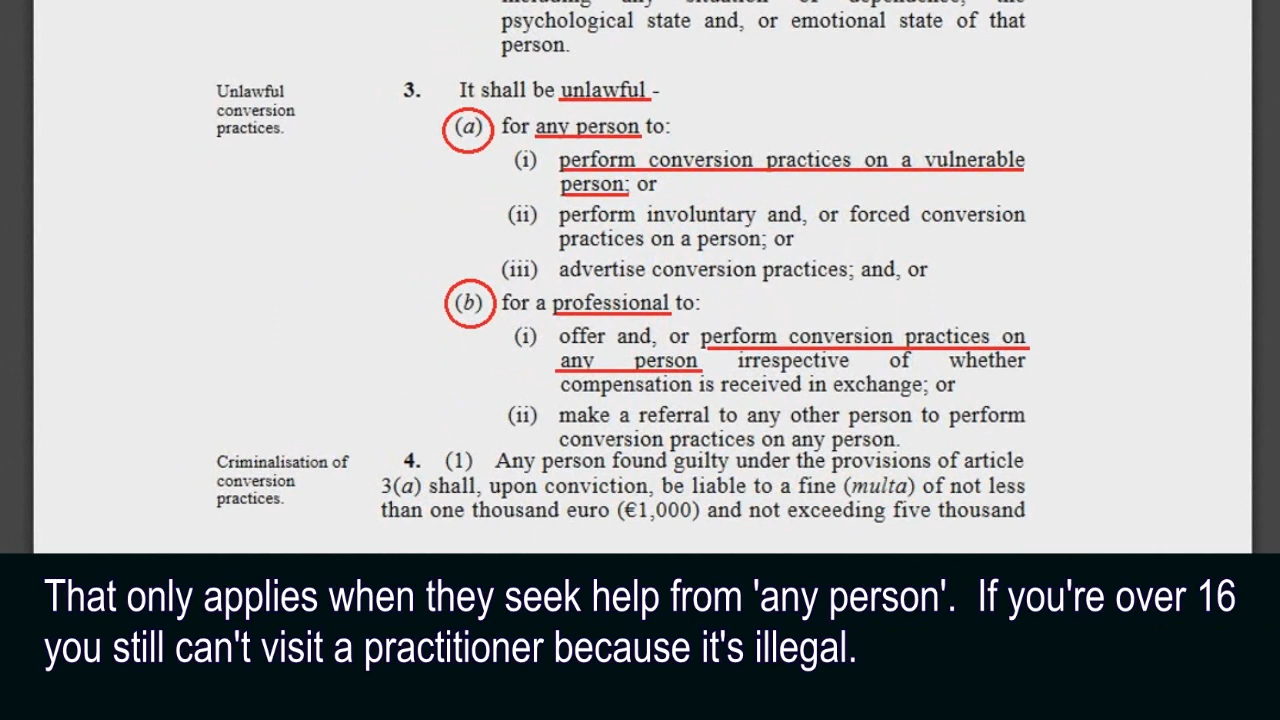 including any situation of dependence, the
psychological state and, or emotional state of that
person.
Unlawful
conversion
practices.
3. It shall be unlawful -
(a) for any person to:
(i) perform conversion practices on a vulnerable
person; or
(ii) perform involuntary and, or forced conversion
practices on a person; or
(iii) advertise conversion practices; and, or
(b) for a professional to:
(i) offer and, or perform conversion practices on
any person irrespective of whether
compensation is received in exchange; or
(ii) make a referral to any other person to perform
conversion practices on any person.
Criminalisation of
conversion
practices.
4. (1) Any person found guilty under the provisions of article
3(a) shall, upon conviction, be liable to a fine (multa) of not less
than one thousand euro (€1,000) and not exceeding five thousand
That only applies when they seek help from 'any person'. If you're over 16
you still can't visit a practitioner because it's illegal.